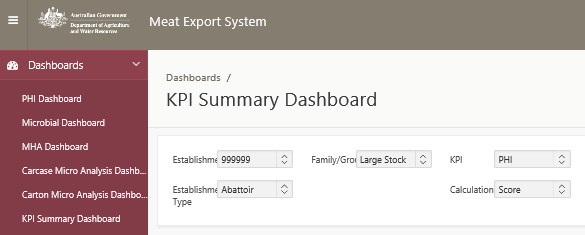 Australian Government
Department of Agriculture
and Water Resources
Meat Export System
Dashboards
PHI Dashboard
Microbial Dashboard
MHA Dashboard
Carcase Micro Analysis Dashb...
Carton Micro Analysis Dashbo...
KPI Summary Dashboard
Dashboards /
KPI Summary Dashboard
Establishme 999999 Family/Grou Large Stock KPI PHI
Establishme Abattoir Calculation Score
Type